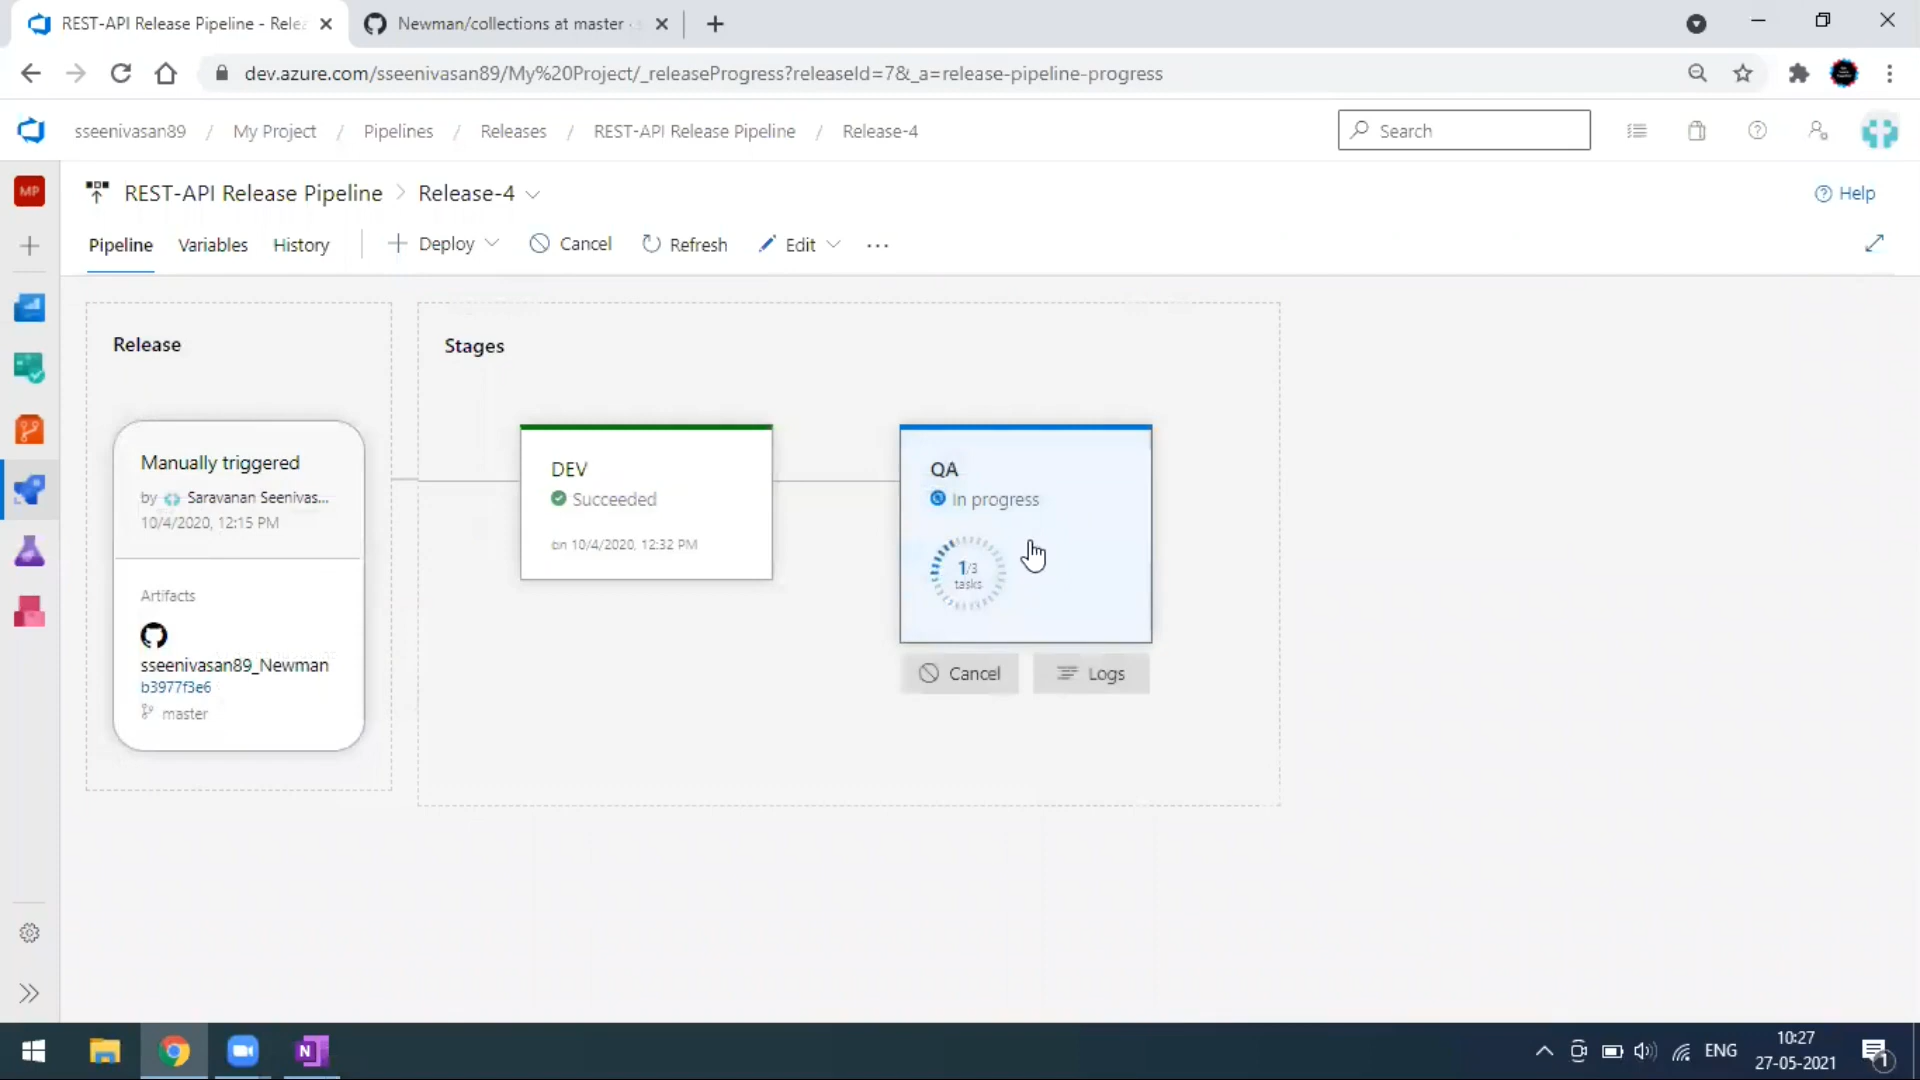 REST-API Release Pipeline - Rele
Newman/collections at master ·
dev.azure.com/sseenivasan89/My%20Project/_releaseProgress?releaseId=7&_a=release-pipeline-progress
sseenivasan89 / My Project / Pipelines / Releases / REST-API Release Pipeline / Release-4
Search
MP
REST-API Release Pipeline > Release-4
Help
Pipeline Variables History Deploy Cancel Refresh Edit ...
Release
Stages
Manually triggered
by Saravanan Seenivas...
10/4/2020, 12:15 PM
Artifacts
sseenivasan89_Newman
b3977f3e6
master
DEV
Succeeded
on 10/4/2020, 12:32 PM
QA
In progress
1/3
tasks
Cancel
Logs
N
ENG
10:27
27-05-2021
1